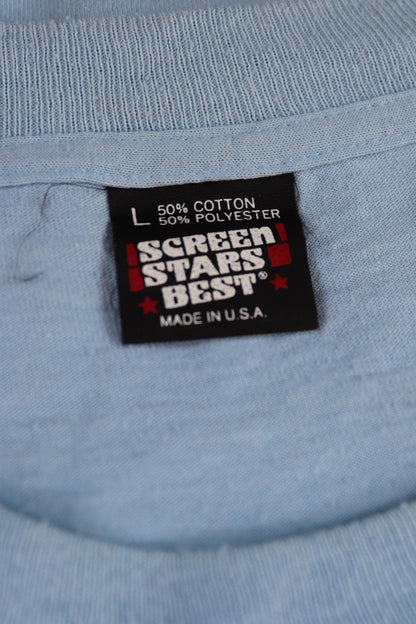 L 50% COTTON
50% POLYESTER
SCREEN
STARS
BEST®
MADE IN U.S.A.